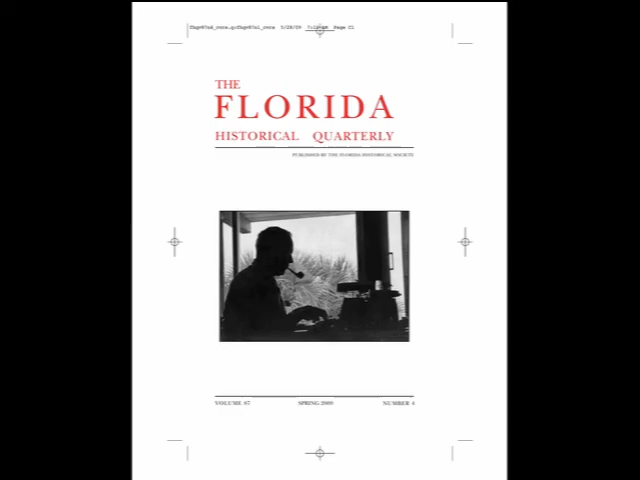 THE
FLORIDA
HISTORICAL QUARTERLY
PUBLISHED BY THE FLORIDA HISTORICAL SOCIETY
VOLUME 87 SPRING 2009 NUMBER 4